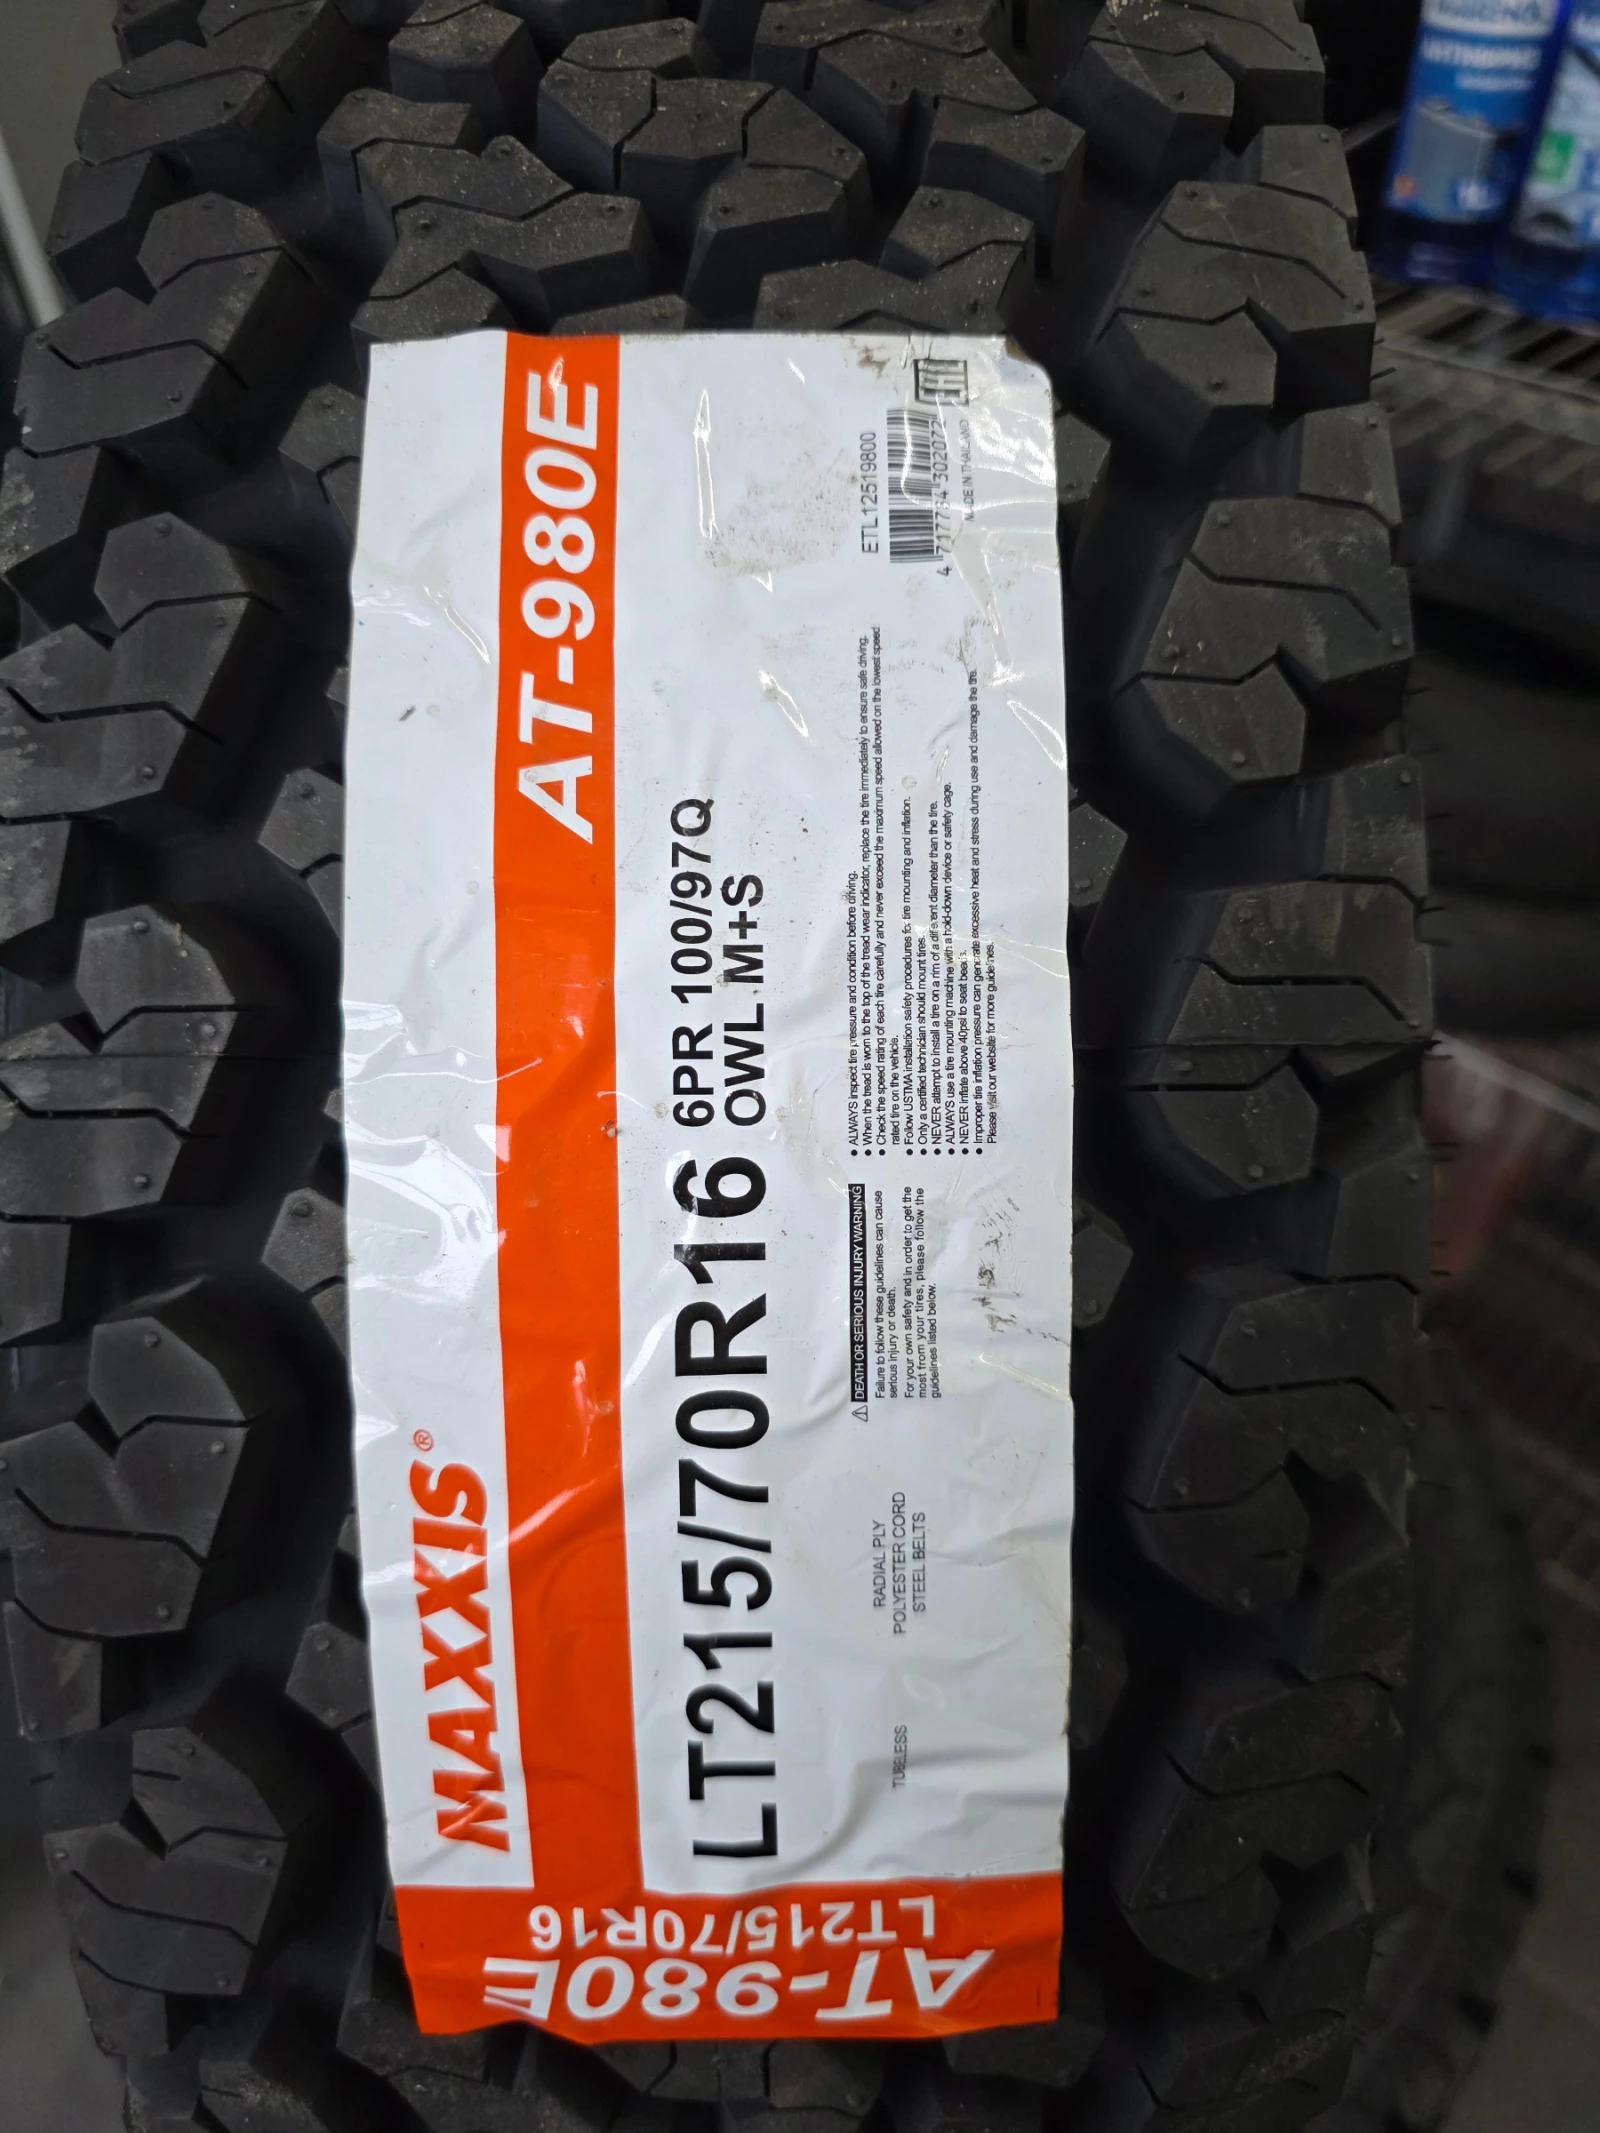 MAXXIS®
AT-980E
LT215/70R16
6PR 100/97Q
OWL M+S
TUBELESS
RADIAL PLY
POLYESTER CORD
STEEL BELTS
⚠ DEATH OR SERIOUS INJURY WARNING
Failure to follow these guidelines can cause
serious injury or death.
For your own safety and in order to get the
most from your tires, please follow the
guidelines listed below.
• ALWAYS inspect tire pressure and condition before driving.
• When the tread is worn to the top of the tread wear indicator, replace the tire immediately to ensure safe driving.
• Check the speed rating of each tire carefully and never exceed the maximum speed allowed on the lowest speed
rated tire on the vehicle.
• Follow USTMA installation safety procedures for tire mounting and inflation.
• Only a certified technician should mount tires.
• NEVER attempt to install a tire on a rim of a different diameter than the tire.
• ALWAYS use a tire mounting machine with a hold-down device or safety cage.
• NEVER inflate above 40psi to seat beads.
• Improper tire inflation pressure can generate excessive heat and stress during use and damage the tire.
Please visit our website for more guidelines.
ETL12519800
4 717784 302072
MADE IN THAILAND
EAC
AT-980E
LT215/70R16